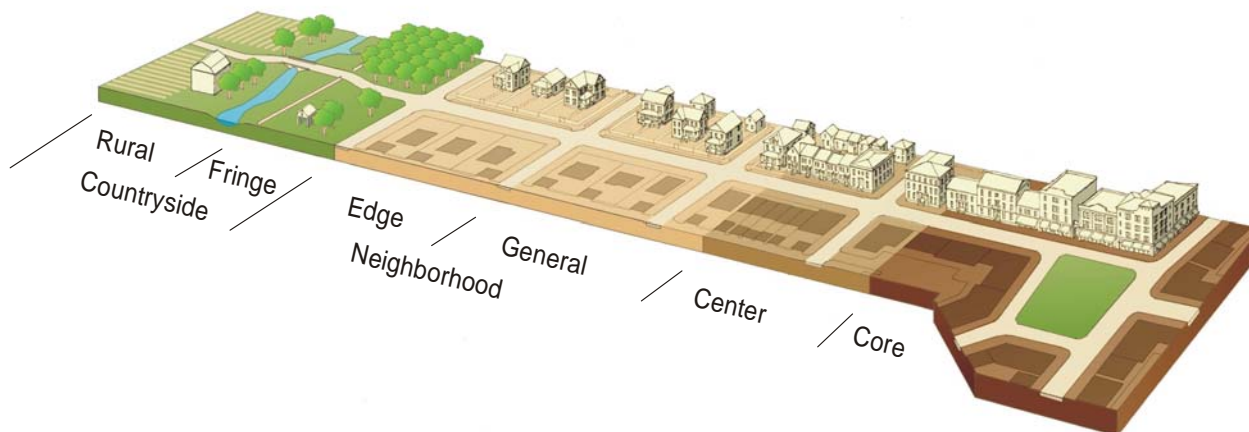 Rural
Fringe
Countryside
Edge
General
Neighborhood
Center
Core